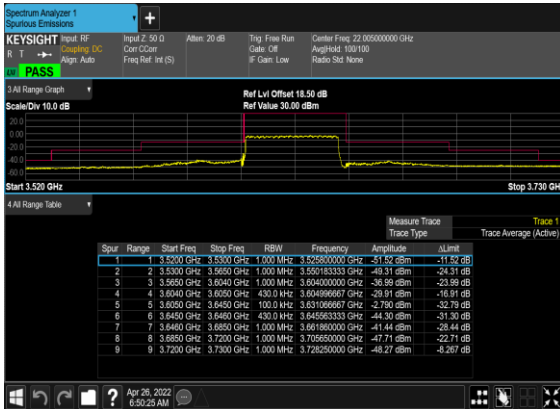 Spectrum Analyzer 1
Spurious Emissions
KEYSIGHT Input: RF Input Z: 50 Ω Atten: 20 dB Trig: Free Run Center Freq: 22.005000000 GHz
R T Coupling: DC Corr CCorr Gate: Off Avg|Hold: 100/100
Align: Auto Freq Ref: Int (S) IF Gain: Low Radio Std: None
PASS
3 All Range Graph Ref Lvl Offset 18.50 dB
Scale/Div 10.0 dB Ref Value 30.00 dBm
20.0
0.00
-20.0
-40.0
-60.0
Start 3.520 GHz Stop 3.730 GH
4 All Range Table
Measure Trace Trace 1
Trace Type Trace Average (Active)
Spur Range Start Freq Stop Freq RBW Frequency Amplitude ΔLimit
1 1 3.5200 GHz 3.5300 GHz 1.000 MHz 3.525800000 GHz -51.52 dBm -11.52 dB
2 2 3.5300 GHz 3.5650 GHz 1.000 MHz 3.550183333 GHz -49.31 dBm -24.31 dB
3 3 3.5650 GHz 3.6040 GHz 1.000 MHz 3.604000000 GHz -36.99 dBm -23.99 dB
4 4 3.6040 GHz 3.6050 GHz 430.0 kHz 3.604996667 GHz -29.91 dBm -16.91 dB
5 5 3.6050 GHz 3.6450 GHz 100.0 kHz 3.631066667 GHz -2.790 dBm -32.79 dB
6 6 3.6450 GHz 3.6460 GHz 430.0 kHz 3.645563333 GHz -44.30 dBm -31.30 dB
7 7 3.6460 GHz 3.6850 GHz 1.000 MHz 3.661860000 GHz -41.44 dBm -28.44 dB
8 8 3.6850 GHz 3.7200 GHz 1.000 MHz 3.705650000 GHz -47.71 dBm -22.71 dB
9 9 3.7200 GHz 3.7300 GHz 1.000 MHz 3.728250000 GHz -48.27 dBm -8.267 dB
Apr 26, 2022
6:50:25 AM